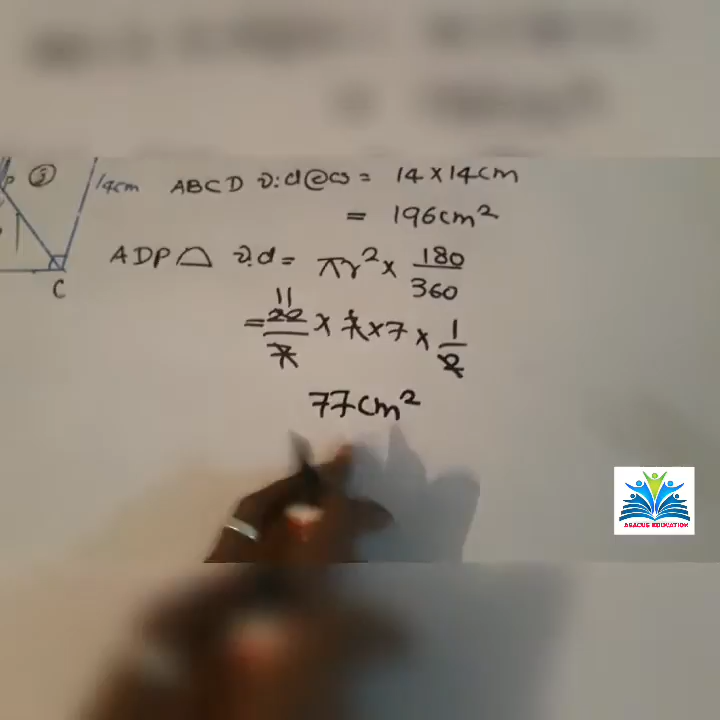 P ③ 14cm ABCD ව:ඵ@ය = 14 X 14cm
= 196cm²
C
ADP ⌓ ව.ඵ = πr² x 180/360
= 11 22/7 x 7 x 7 x 1/2
77cm²
ABACUS EDUCATION